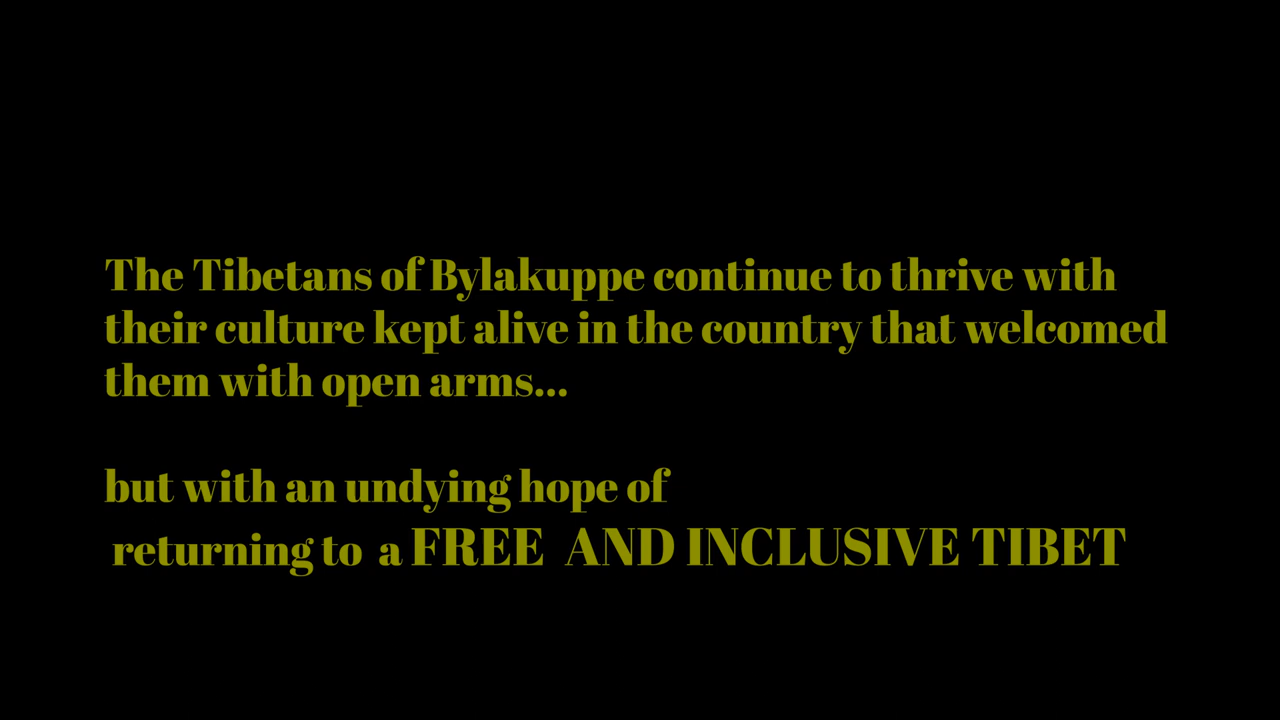 The Tibetans of Bylakuppe continue to thrive with
their culture kept alive in the country that welcomed
them with open arms...
but with an undying hope of
returning to a FREE AND INCLUSIVE TIBET